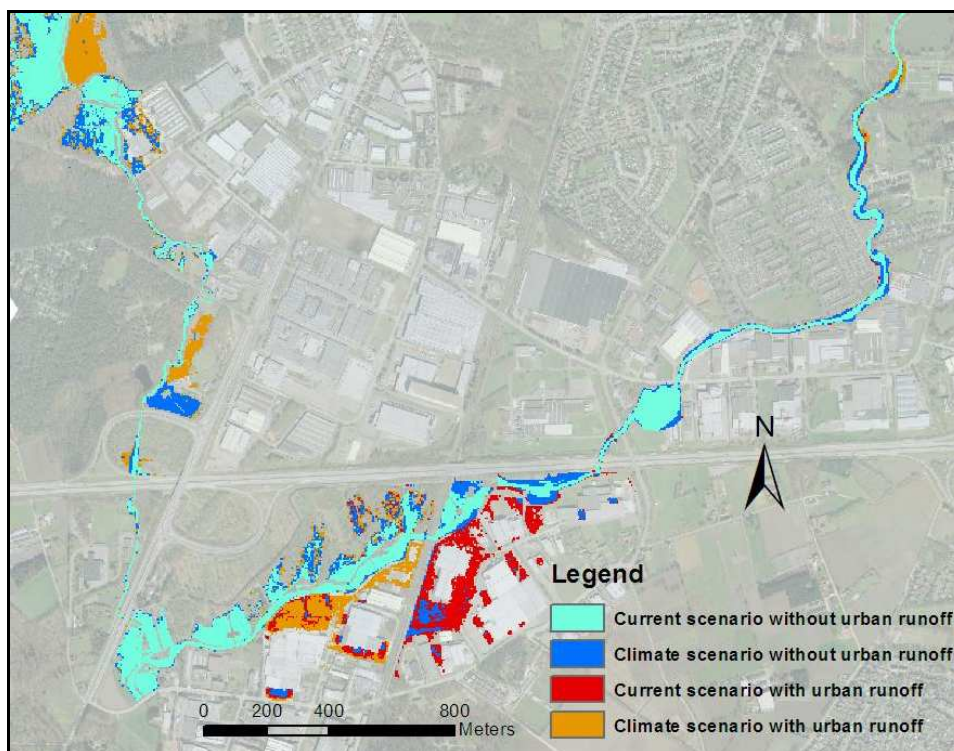 N
Legend
Current scenario without urban runoff
Climate scenario without urban runoff
Current scenario with urban runoff
Climate scenario with urban runoff
0 200 400 800
Meters